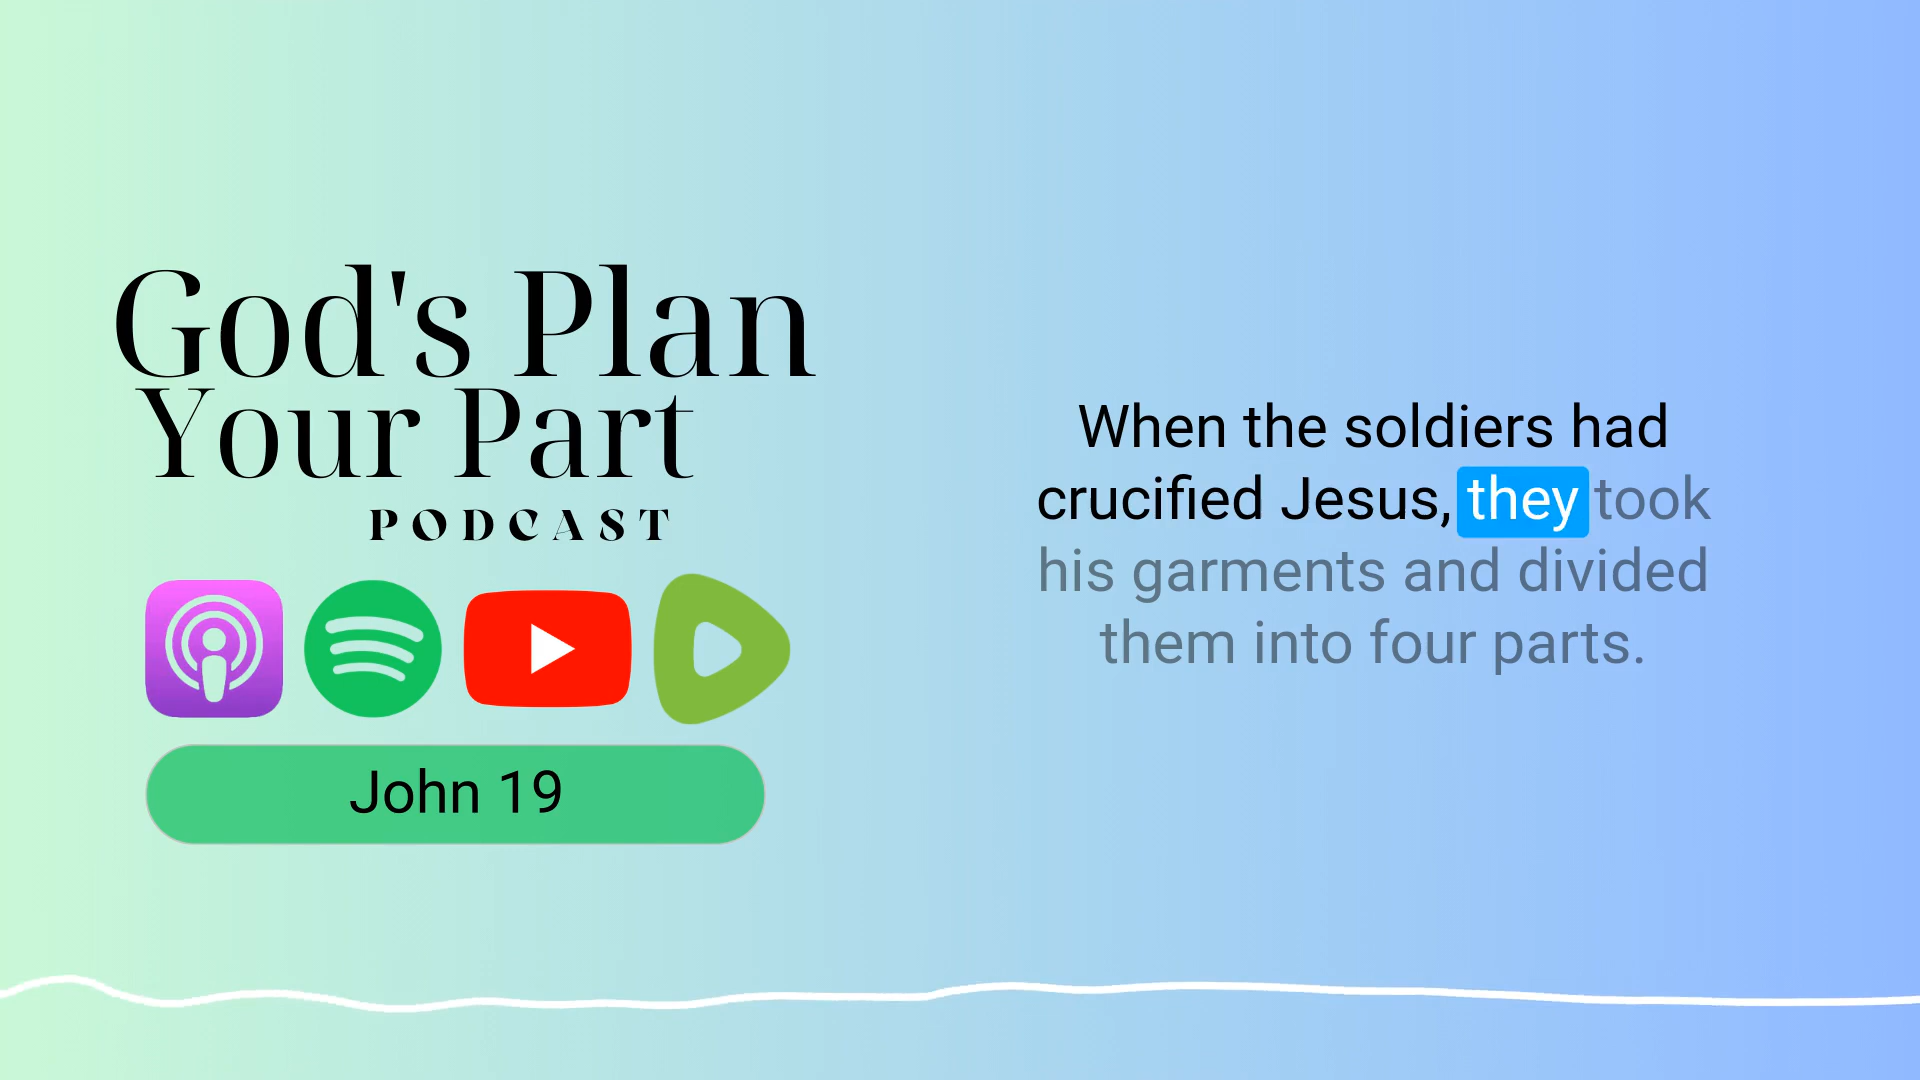 God's Plan
Your Part
PODCAST
John 19
When the soldiers had
crucified Jesus, they took
his garments and divided
them into four parts.